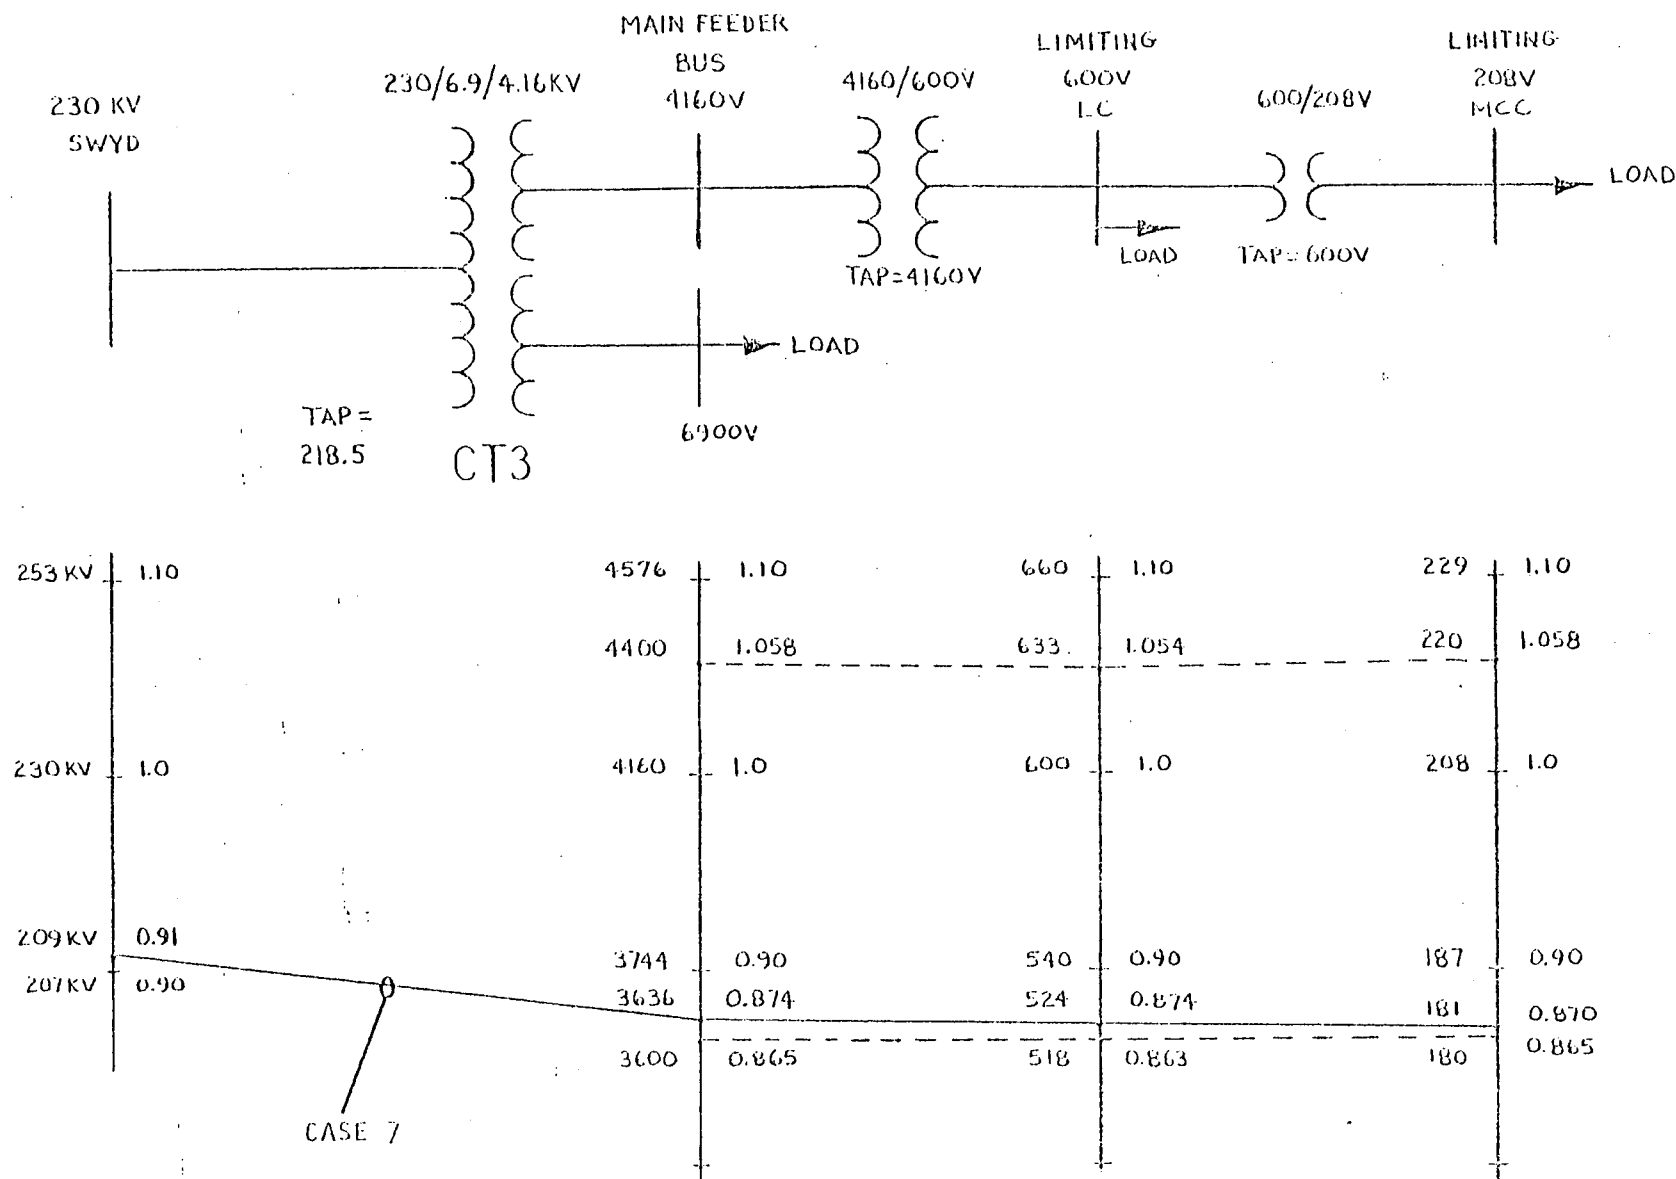 MAIN FEEDER
BUS
4160V
LIMITING
600V
LC
LIMITING
208V
MCC
230 KV
SWYD
230/6.9/4.16KV
4160/600V
600/208V
LOAD
LOAD
TAP=4160V
TAP=600V
LOAD
6900V
TAP=
218.5
CT3
253 KV 1.10 4576 1.10 660 1.10 229 1.10
4400 1.058 633 1.054 220 1.058
230 KV 1.0 4160 1.0 600 1.0 208 1.0
209 KV 0.91
3744 0.90 540 0.90 187 0.90
207 KV 0.90
3636 0.874 524 0.874 181 0.870
3600 0.865 518 0.863 180 0.865
CASE 7